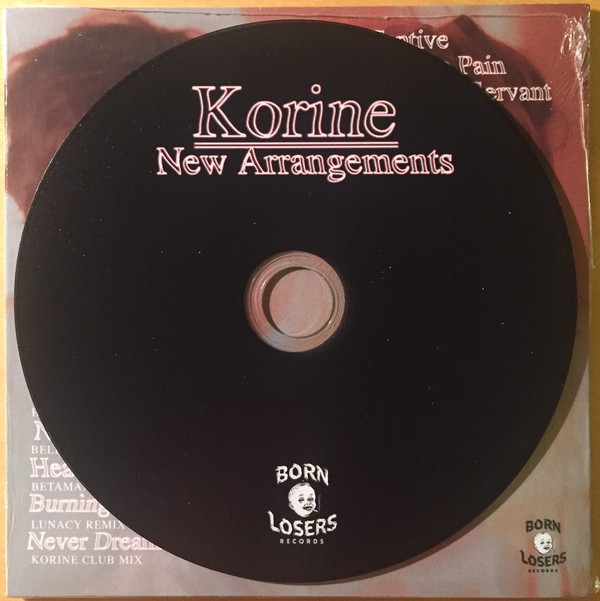 Pain
Korine
New Arrangements
BETAMA
Burning
LUNACY REMIX
Never Dream
KORINE CLUB MIX
BORN
LOSERS
RECORDS
BORN
LOSERS
RECORDS